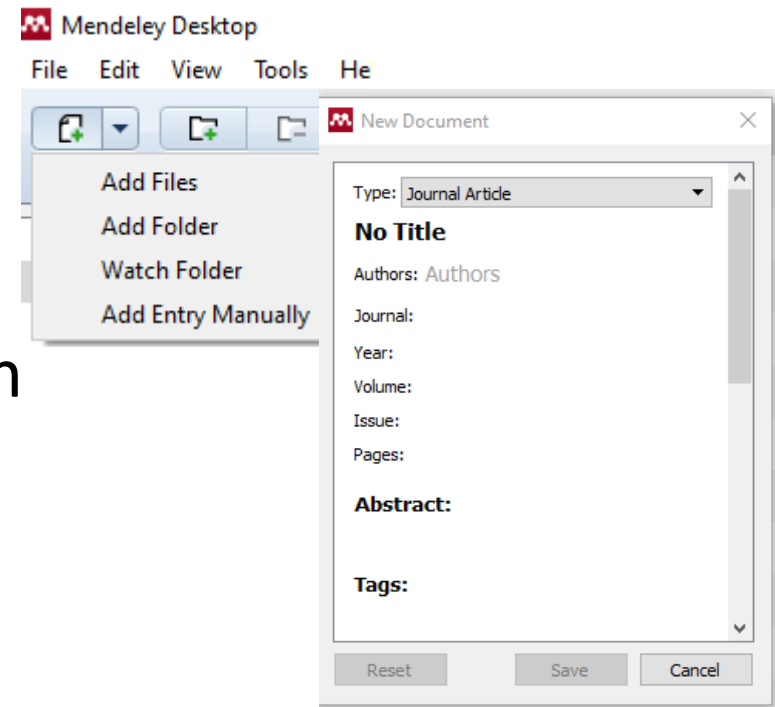 Mendeley Desktop
File Edit View Tools He
New Document
Add Files
Add Folder
Watch Folder
Add Entry Manually
n
Type: Journal Article
No Title
Authors: Authors
Journal:
Year:
Volume:
Issue:
Pages:
Abstract:
Tags:
Reset Save Cancel